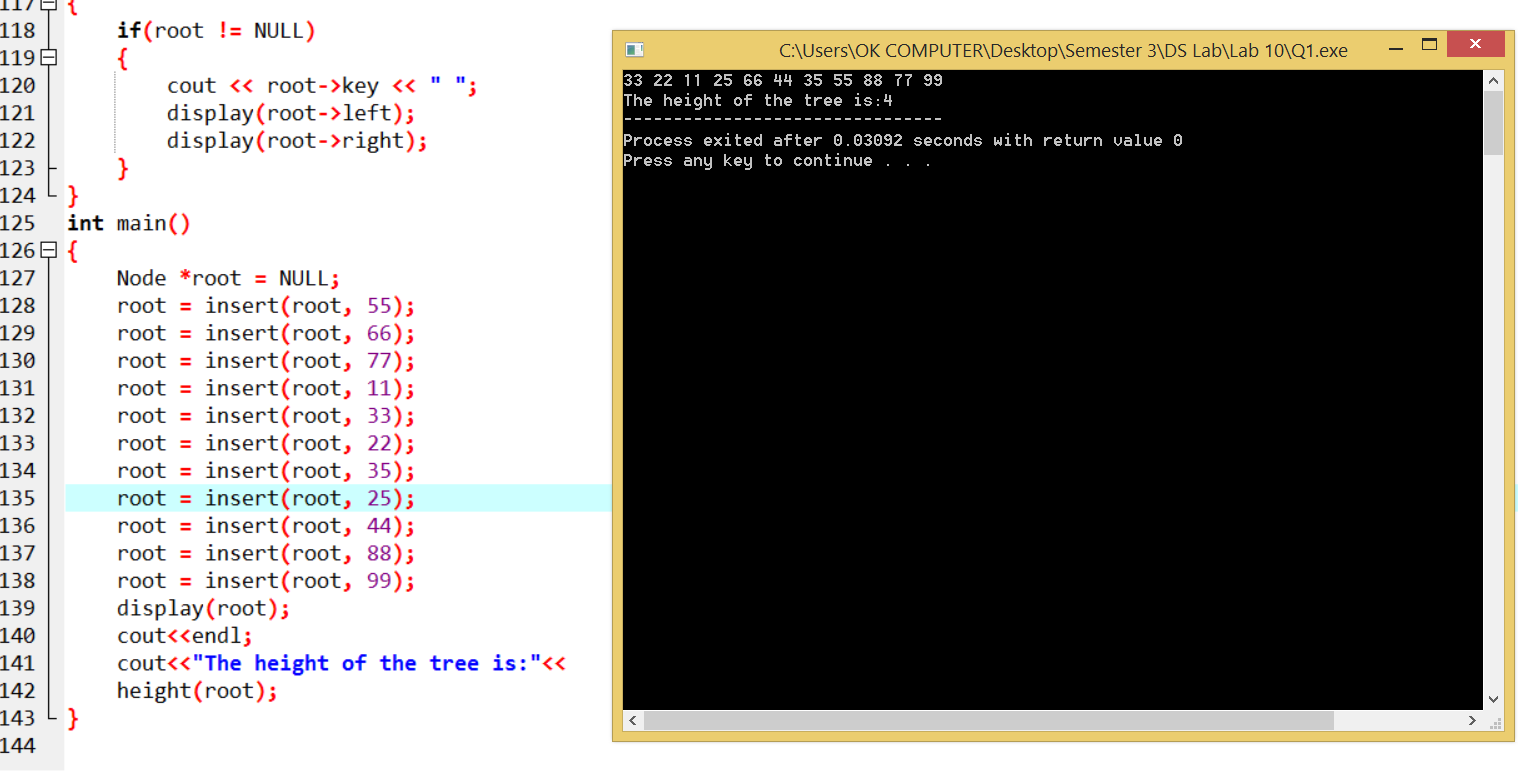 117 {
118 if(root != NULL)
119 {
120 cout << root->key << " ";
121 display(root->left);
122 display(root->right);
123 }
124 }
125 int main()
126 {
127 Node *root = NULL;
128 root = insert(root, 55);
129 root = insert(root, 66);
130 root = insert(root, 77);
131 root = insert(root, 11);
132 root = insert(root, 33);
133 root = insert(root, 22);
134 root = insert(root, 35);
135 root = insert(root, 25);
136 root = insert(root, 44);
137 root = insert(root, 88);
138 root = insert(root, 99);
139 display(root);
140 cout<<endl;
141 cout<<"The height of the tree is:"<<
142 height(root);
143 }
144
C:\Users\OK COMPUTER\Desktop\Semester 3\DS Lab\Lab 10\Q1.exe
33 22 11 25 66 44 35 55 88 77 99
The height of the tree is:4
--------------------------------
Process exited after 0.03092 seconds with return value 0
Press any key to continue . . .